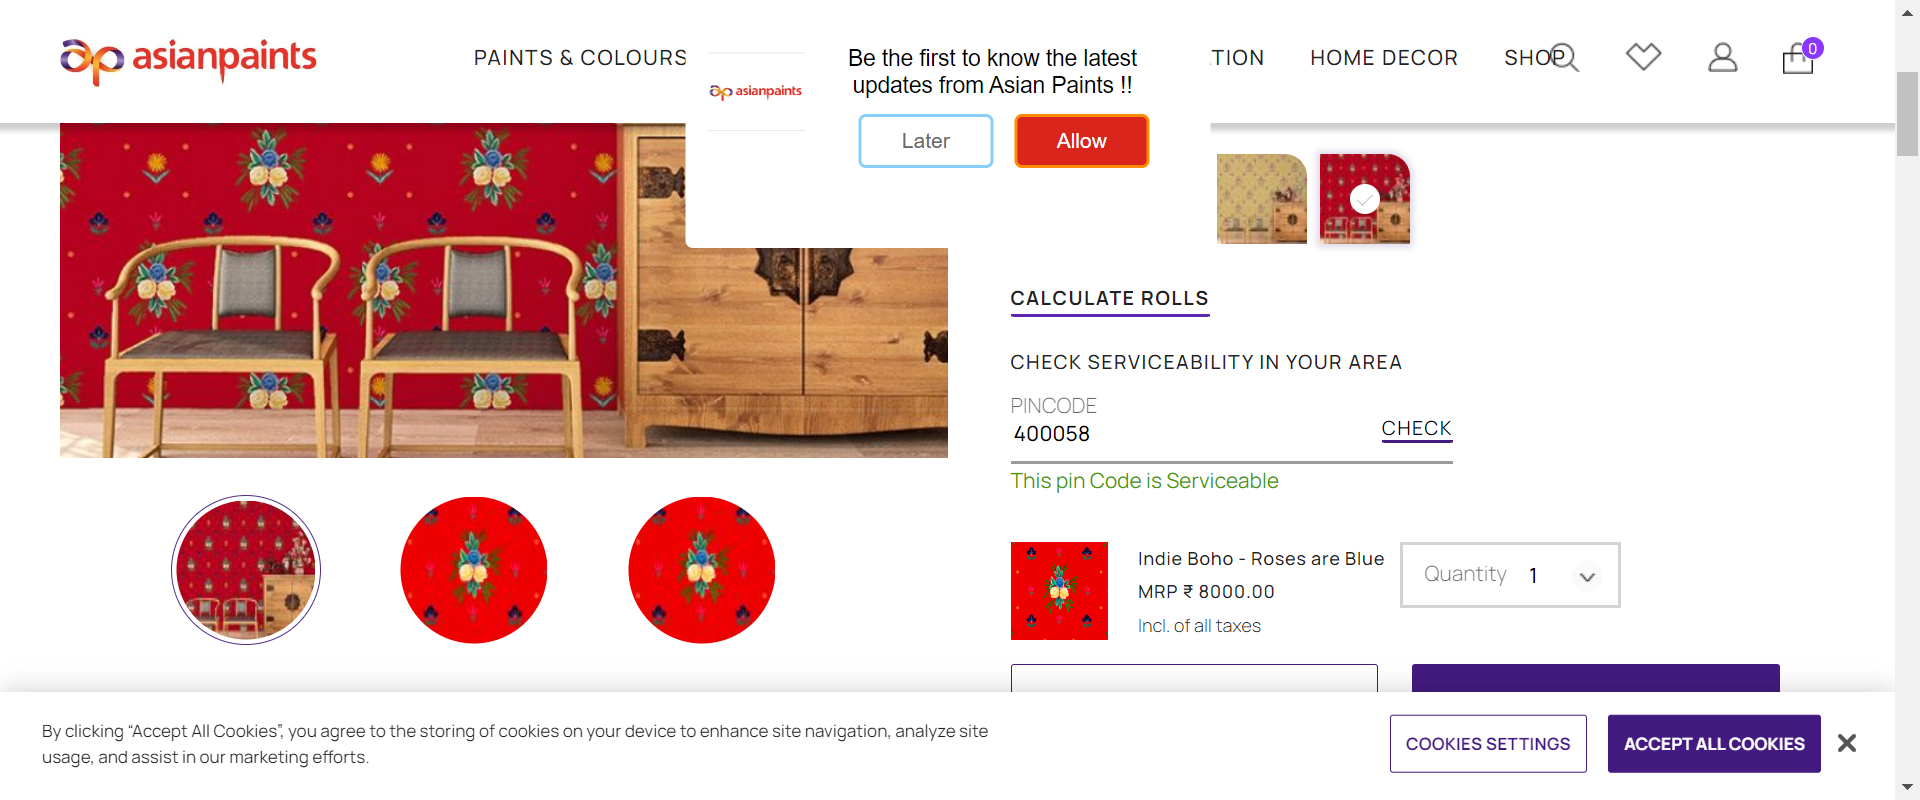 asianpaints
PAINTS & COLOURS
TION
HOME DECOR
SHOP
0
asianpaints
Be the first to know the latest
updates from Asian Paints !!
Later
Allow
CALCULATE ROLLS
CHECK SERVICEABILITY IN YOUR AREA
PINCODE
400058
CHECK
This pin Code is Serviceable
Indie Boho - Roses are Blue
MRP ₹ 8000.00
Incl. of all taxes
Quantity 1
By clicking “Accept All Cookies”, you agree to the storing of cookies on your device to enhance site navigation, analyze site
usage, and assist in our marketing efforts.
COOKIES SETTINGS
ACCEPT ALL COOKIES